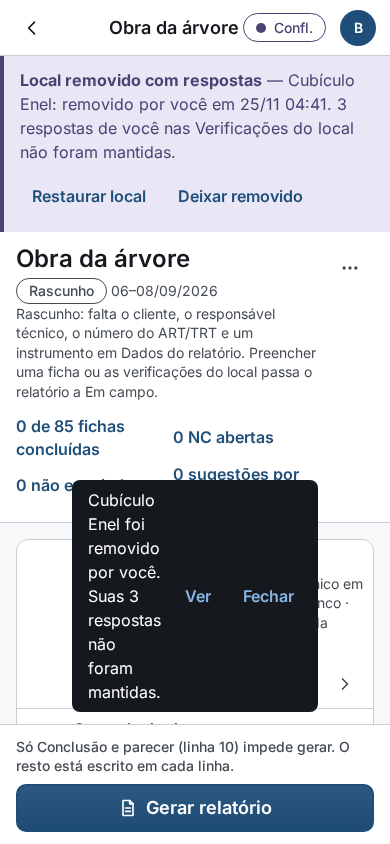 Obra da árvore
Confl.
B
Local removido com respostas — Cubículo
Enel: removido por você em 25/11 04:41. 3
respostas de você nas Verificações do local
não foram mantidas.
Restaurar local
Deixar removido
Obra da árvore
Rascunho 06–08/09/2026
Rascunho: falta o cliente, o responsável
técnico, o número do ART/TRT e um
instrumento em Dados do relatório. Preencher
uma ficha ou as verificações do local passa o
relatório a Em campo.
0 de 85 fichas
concluídas
0 NC abertas
0 não e
0 sugestões por
Cubículo
Enel foi
removido
por você.
Suas 3
respostas
não
foram
mantidas.
Ver
Fechar
em
Só Conclusão e parecer (linha 10) impede gerar. O
resto está escrito em cada linha.
Gerar relatório